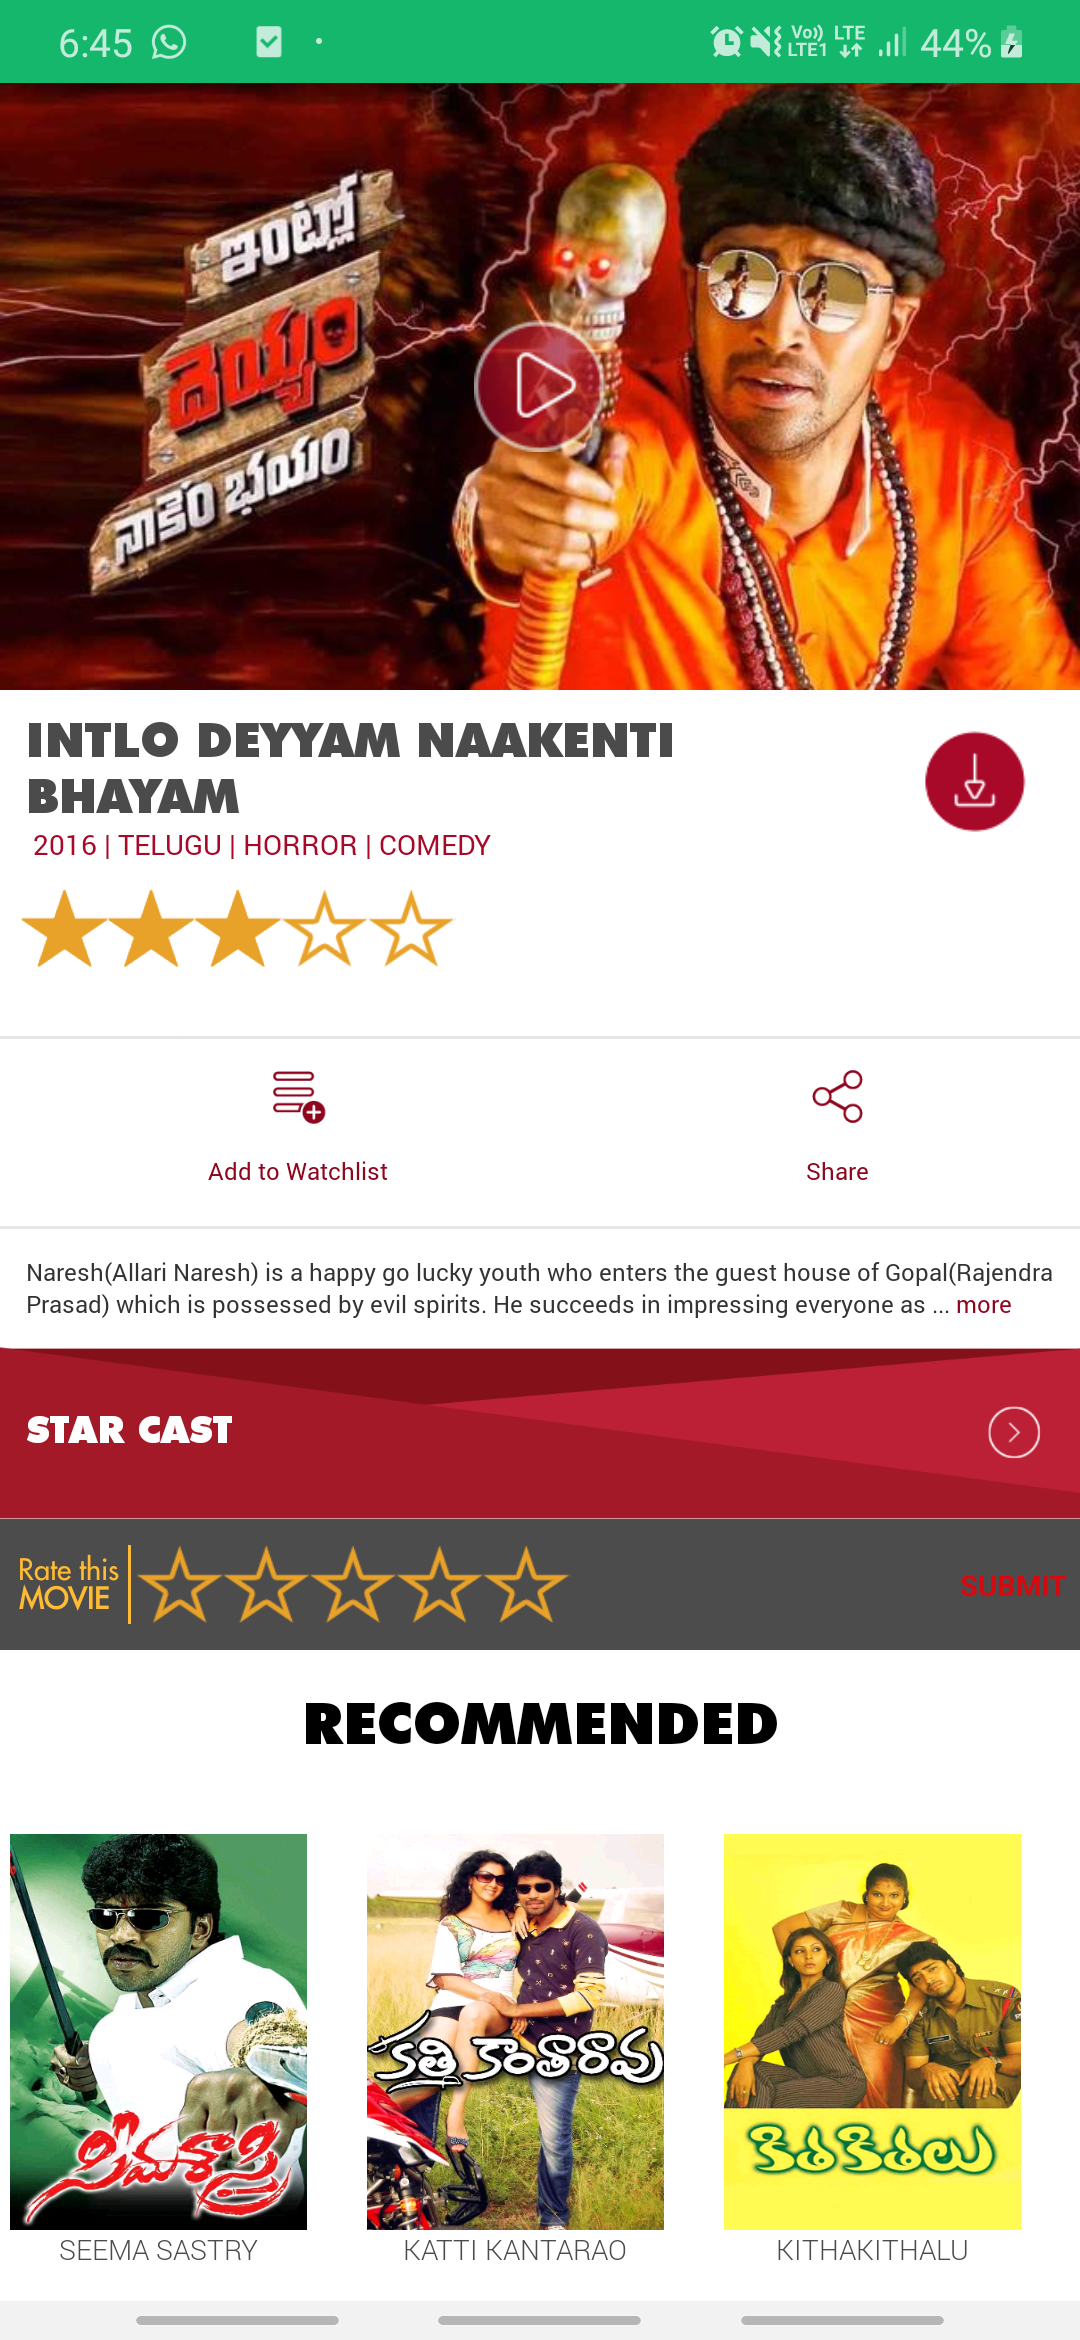 6:45
Vo)) LTE
LTE1
44%
ఇంట్లో
దెయ్యం
నాకేం భయం
INTLO DEYYAM NAAKENTI
BHAYAM
2016 | TELUGU | HORROR | COMEDY
Add to Watchlist
Share
Naresh(Allari Naresh) is a happy go lucky youth who enters the guest house of Gopal(Rajendra
Prasad) which is possessed by evil spirits. He succeeds in impressing everyone as ... more
STAR CAST
Rate this
MOVIE
SUBMIT
RECOMMENDED
సీమశాస్త్రి
కత్తి కాంతారావు
కితకితలు
SEEMA SASTRY
KATTI KANTARAO
KITHAKITHALU